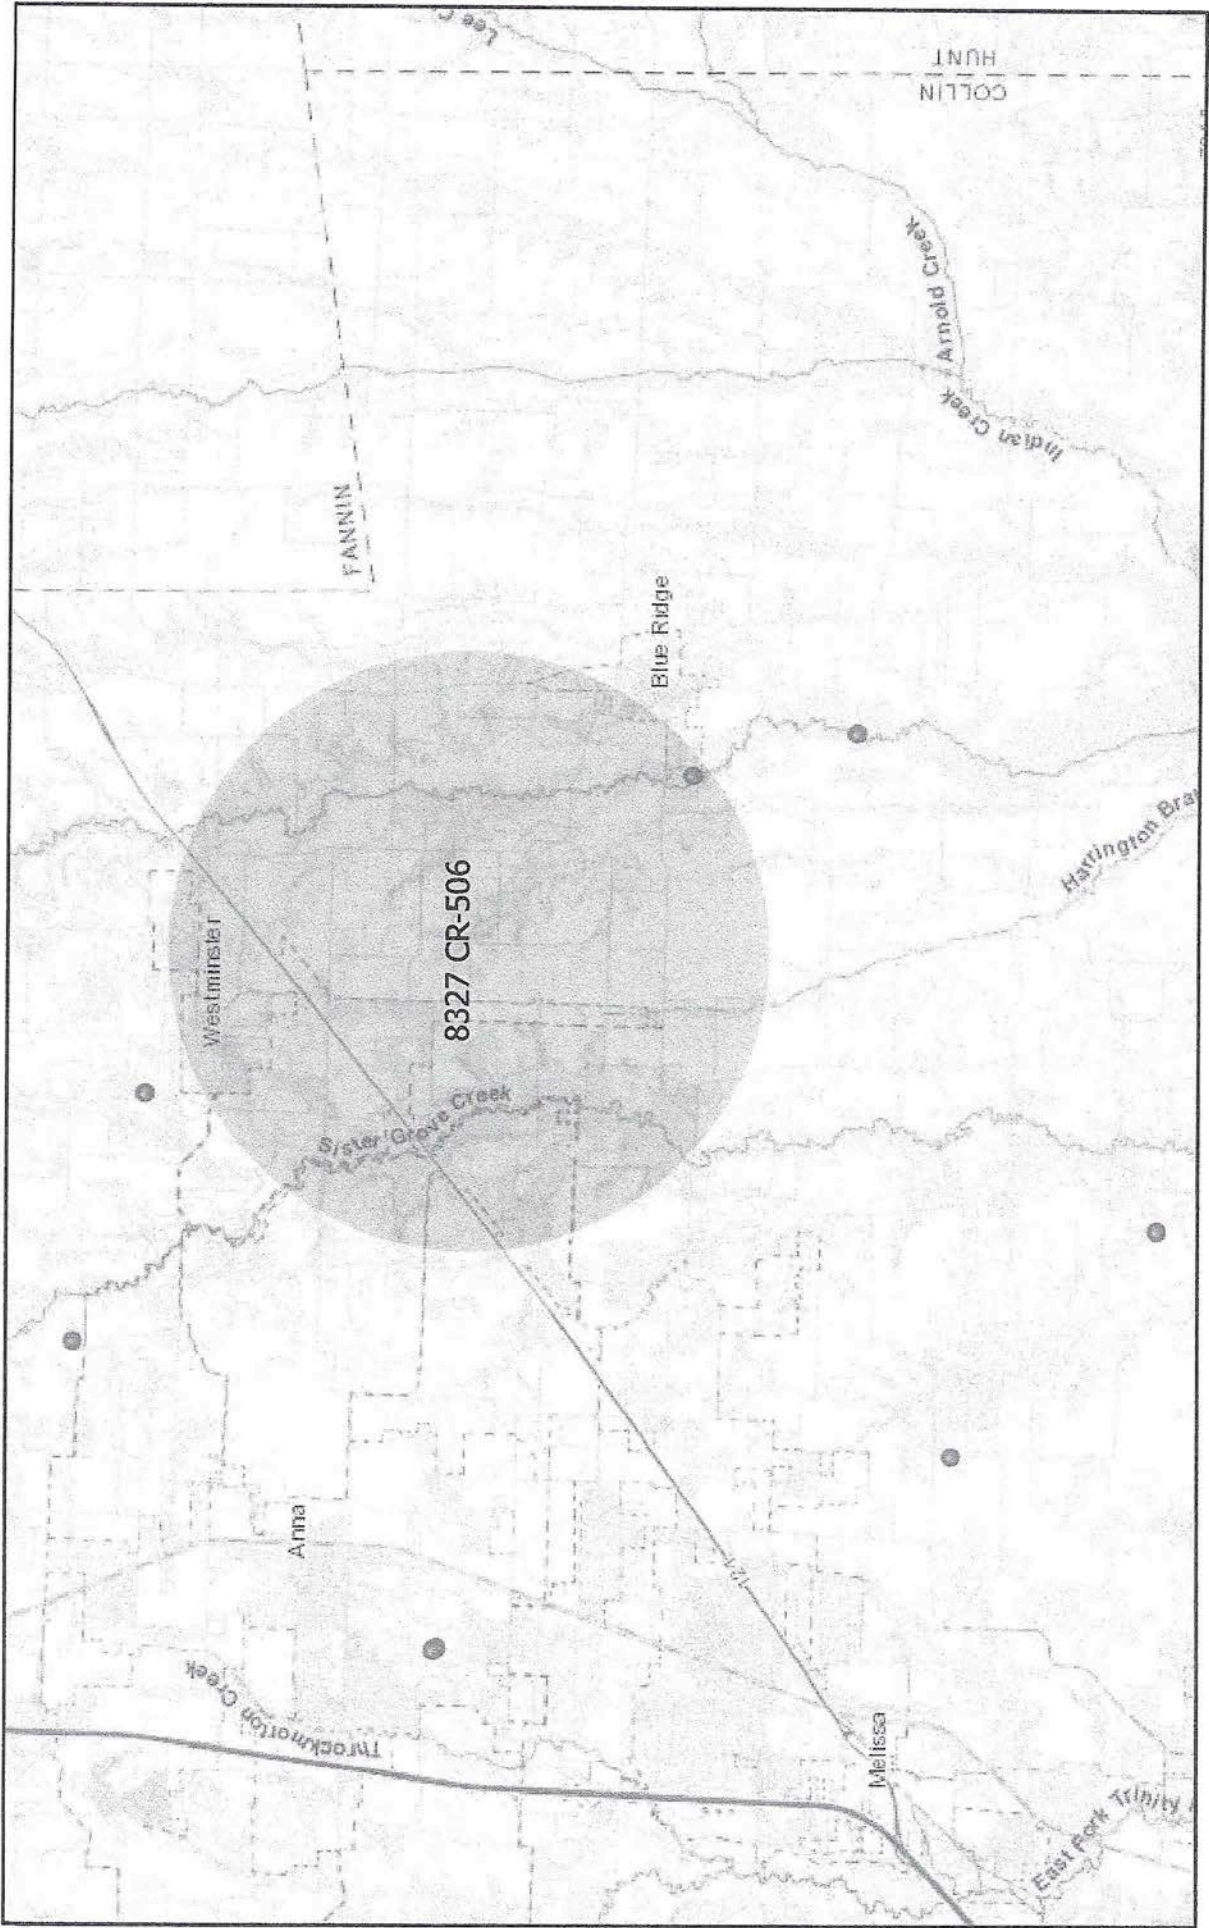 Westminster
FANNIN
Lee C
Anna
Sister Grove Creek
8327 CR-506
Throckmorton Creek
Blue Ridge
121
Melissa
Arnold Creek
Indian Creek
HUNT
COLLIN
Harrington Bra
East Fork Trinity